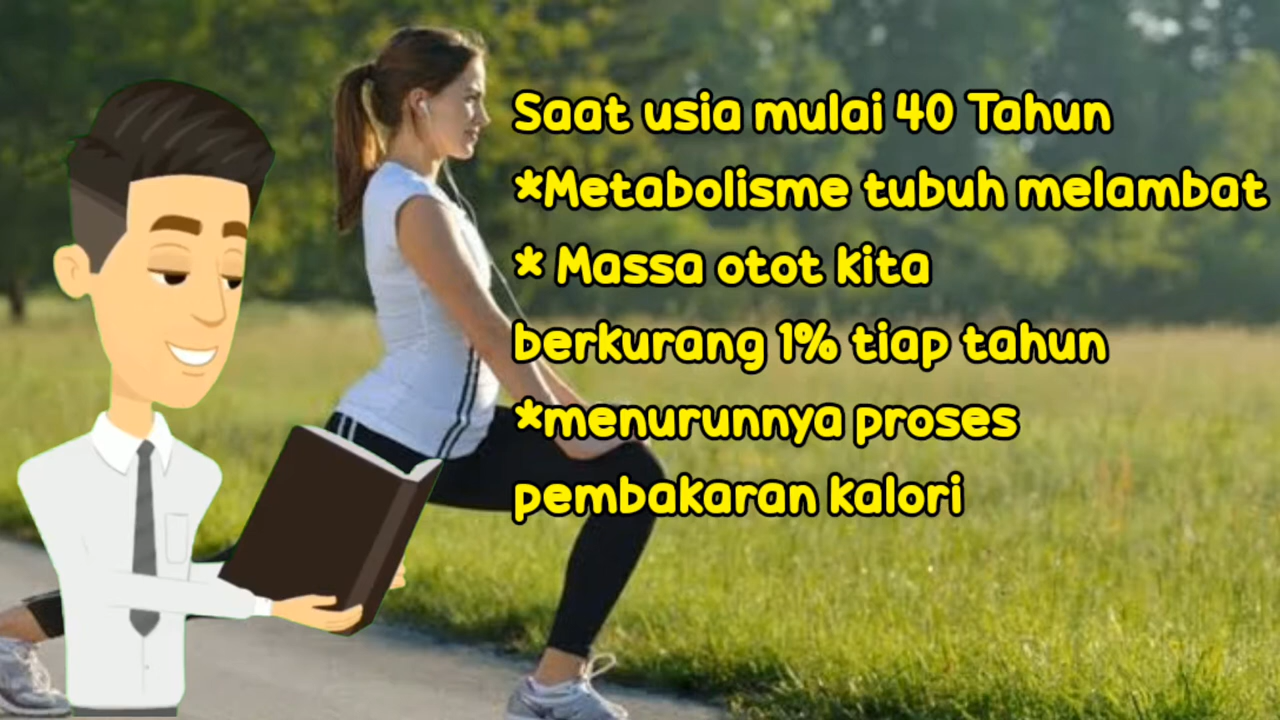 Saat usia mulai 40 Tahun
*Metabolisme tubuh melambat
* Massa otot kita
berkurang 1% tiap tahun
*menurunnya proses
pembakaran kalori